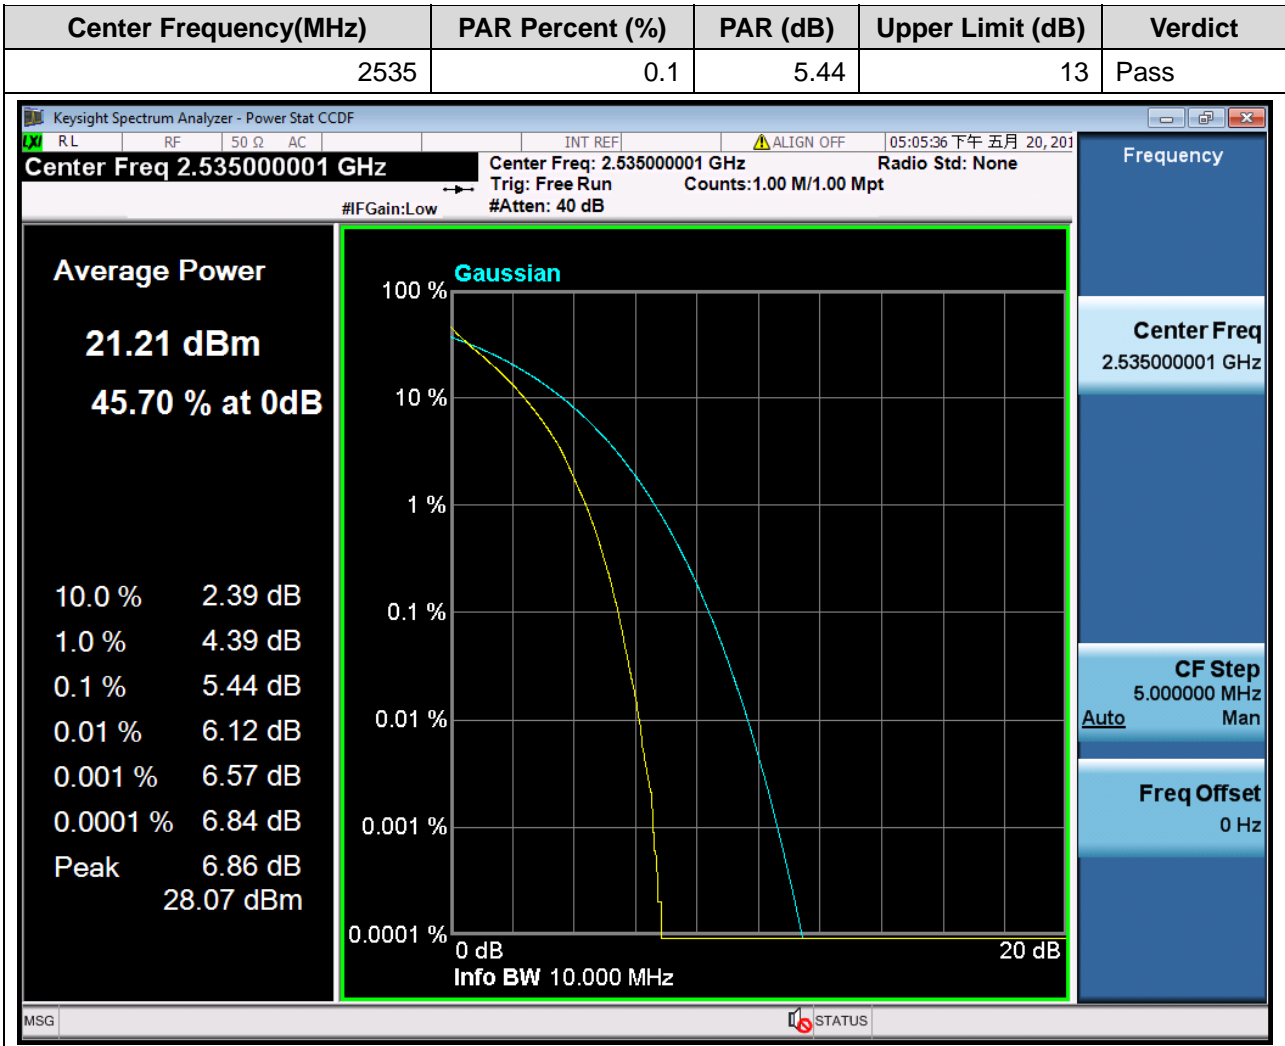 Center Frequency(MHz) PAR Percent (%) PAR (dB) Upper Limit (dB) Verdict
2535 0.1 5.44 13 Pass
Keysight Spectrum Analyzer - Power Stat CCDF
LXI RL RF 50 Ω AC INT REF ALIGN OFF 05:05:36 下午 五月 20, 201
Center Freq 2.535000001 GHz
Center Freq: 2.535000001 GHz Radio Std: None
Trig: Free Run Counts:1.00 M/1.00 Mpt
#IFGain:Low #Atten: 40 dB
Average Power
21.21 dBm
45.70 % at 0dB
10.0 % 2.39 dB
1.0 % 4.39 dB
0.1 % 5.44 dB
0.01 % 6.12 dB
0.001 % 6.57 dB
0.0001 % 6.84 dB
Peak 6.86 dB
28.07 dBm
Gaussian
100 %
10 %
1 %
0.1 %
0.01 %
0.001 %
0.0001 %
0 dB 20 dB
Info BW 10.000 MHz
Frequency
Center Freq
2.535000001 GHz
CF Step
5.000000 MHz
Auto Man
Freq Offset
0 Hz
MSG STATUS